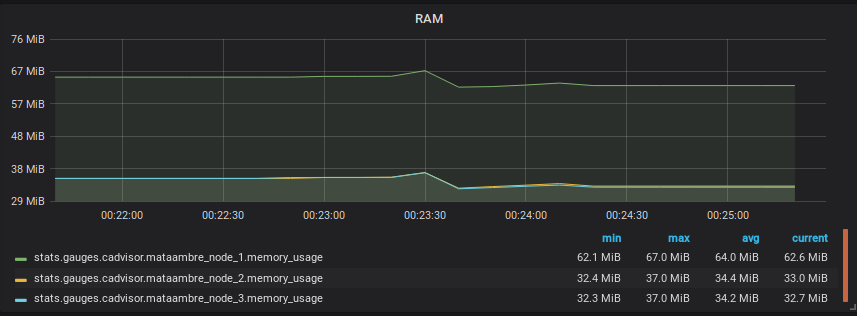 RAM
76 MiB
67 MiB
57 MiB
48 MiB
38 MiB
29 MiB
00:22:00 00:22:30 00:23:00 00:23:30 00:24:00 00:24:30 00:25:00
min max avg current
stats.gauges.cadvisor.mataambre_node_1.memory_usage 62.1 MiB 67.0 MiB 64.0 MiB 62.6 MiB
stats.gauges.cadvisor.mataambre_node_2.memory_usage 32.4 MiB 37.0 MiB 34.4 MiB 33.0 MiB
stats.gauges.cadvisor.mataambre_node_3.memory_usage 32.3 MiB 37.0 MiB 34.2 MiB 32.7 MiB